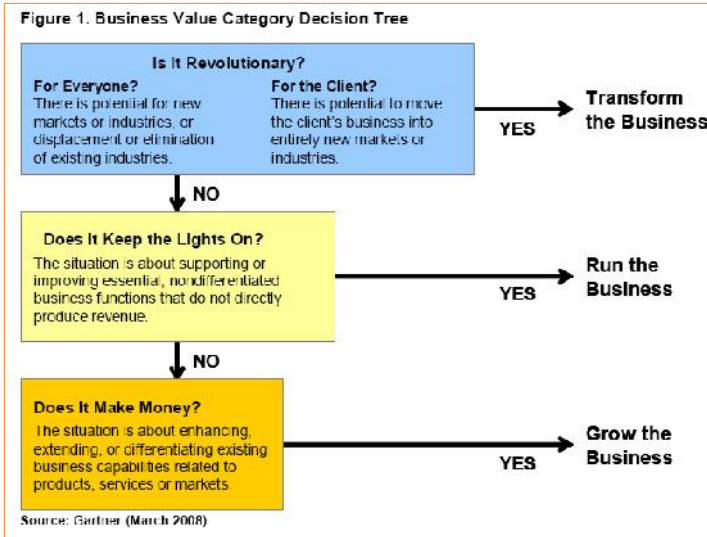 Figure 1. Business Value Category Decision Tree
Is It Revolutionary?
For Everyone?
There is potential for new
markets or industries, or
displacement or elimination
of existing industries.
For the Client?
There is potential to move
the client's business into
entirely new markets or
industries.
YES
Transform
the Business
NO
Does It Keep the Lights On?
The situation is about supporting or
improving essential, nondifferentiated
business functions that do not directly
produce revenue.
YES
Run the
Business
NO
Does It Make Money?
The situation is about enhancing,
extending, or differentiating existing
business capabilities related to
products, services or markets.
YES
Grow the
Business
Source: Gartner (March 2008)